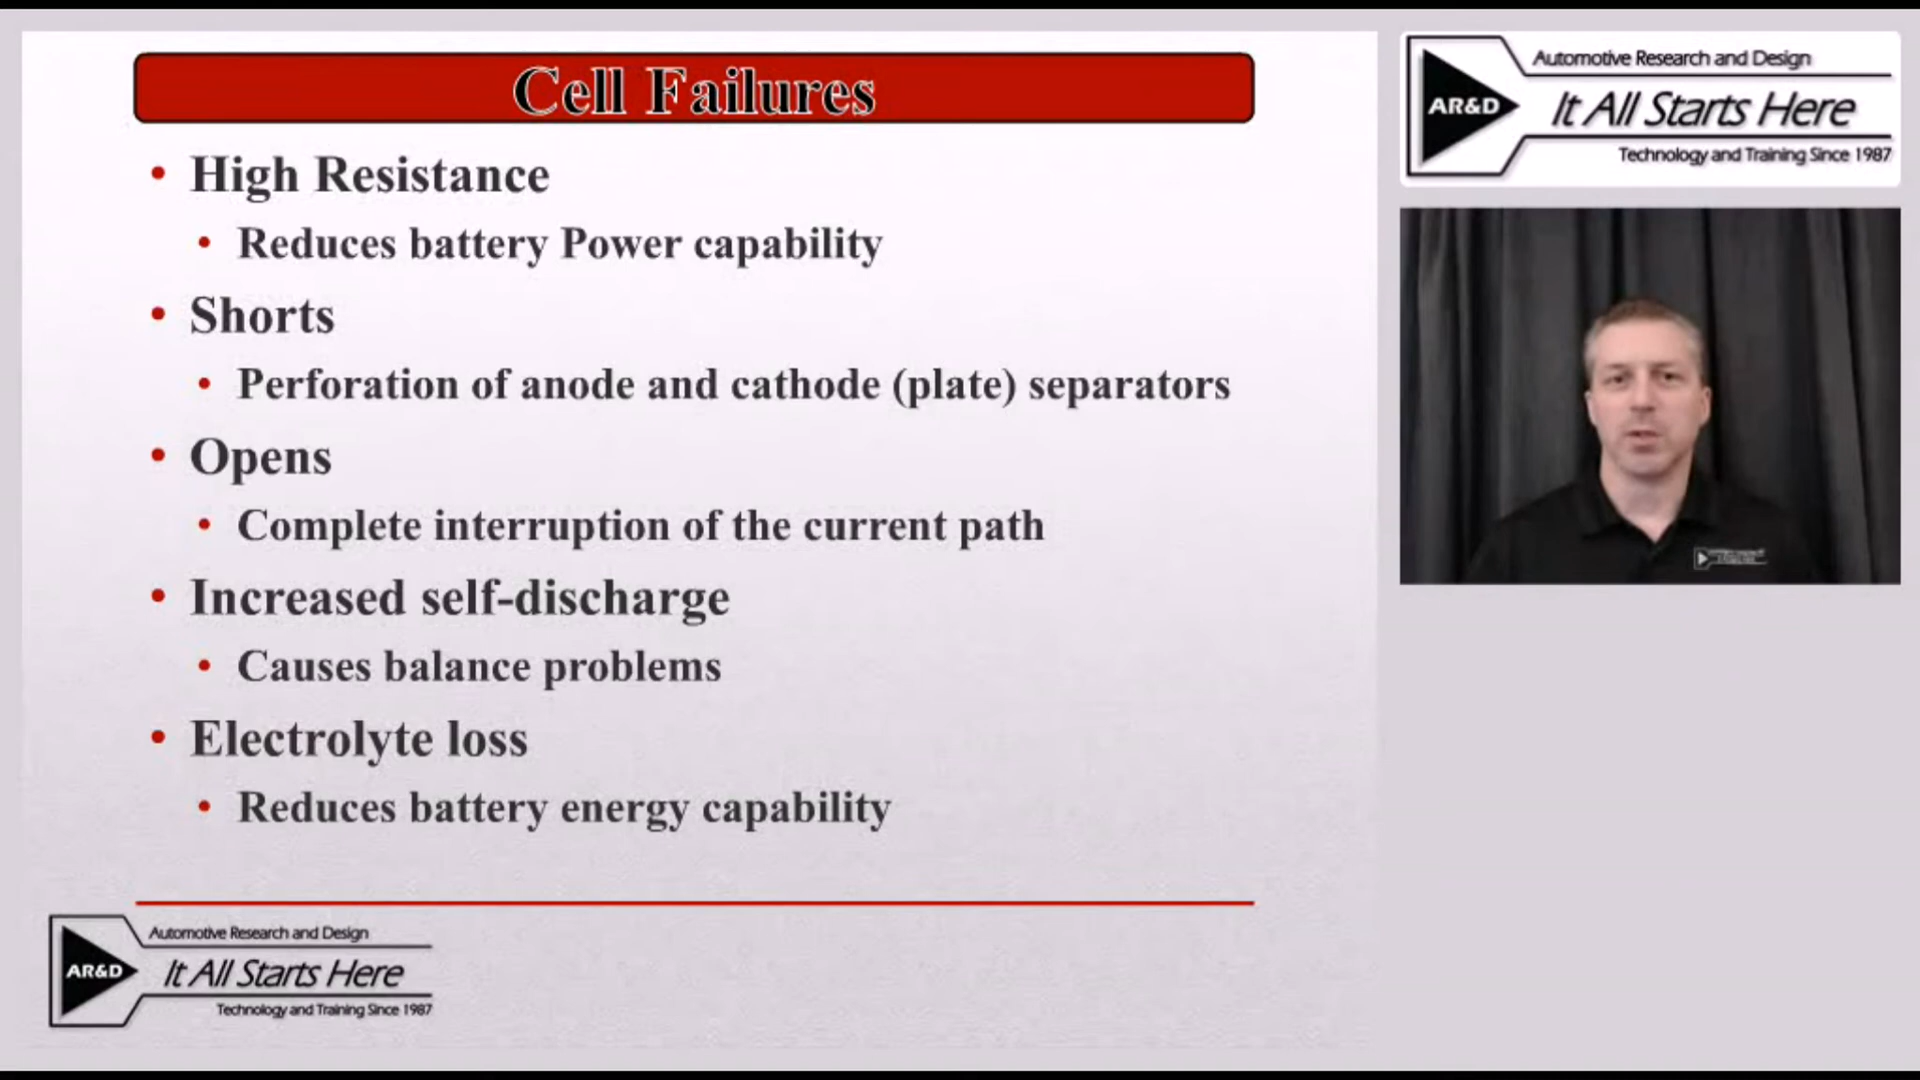 Cell Failures
• High Resistance
• Reduces battery Power capability
• Shorts
• Perforation of anode and cathode (plate) separators
• Opens
• Complete interruption of the current path
• Increased self-discharge
• Causes balance problems
• Electrolyte loss
• Reduces battery energy capability
Automotive Research and Design
AR&D
It All Starts Here
Technology and Training Since 1987
Automotive Research and Design
AR&D
It All Starts Here
Technology and Training Since 1987